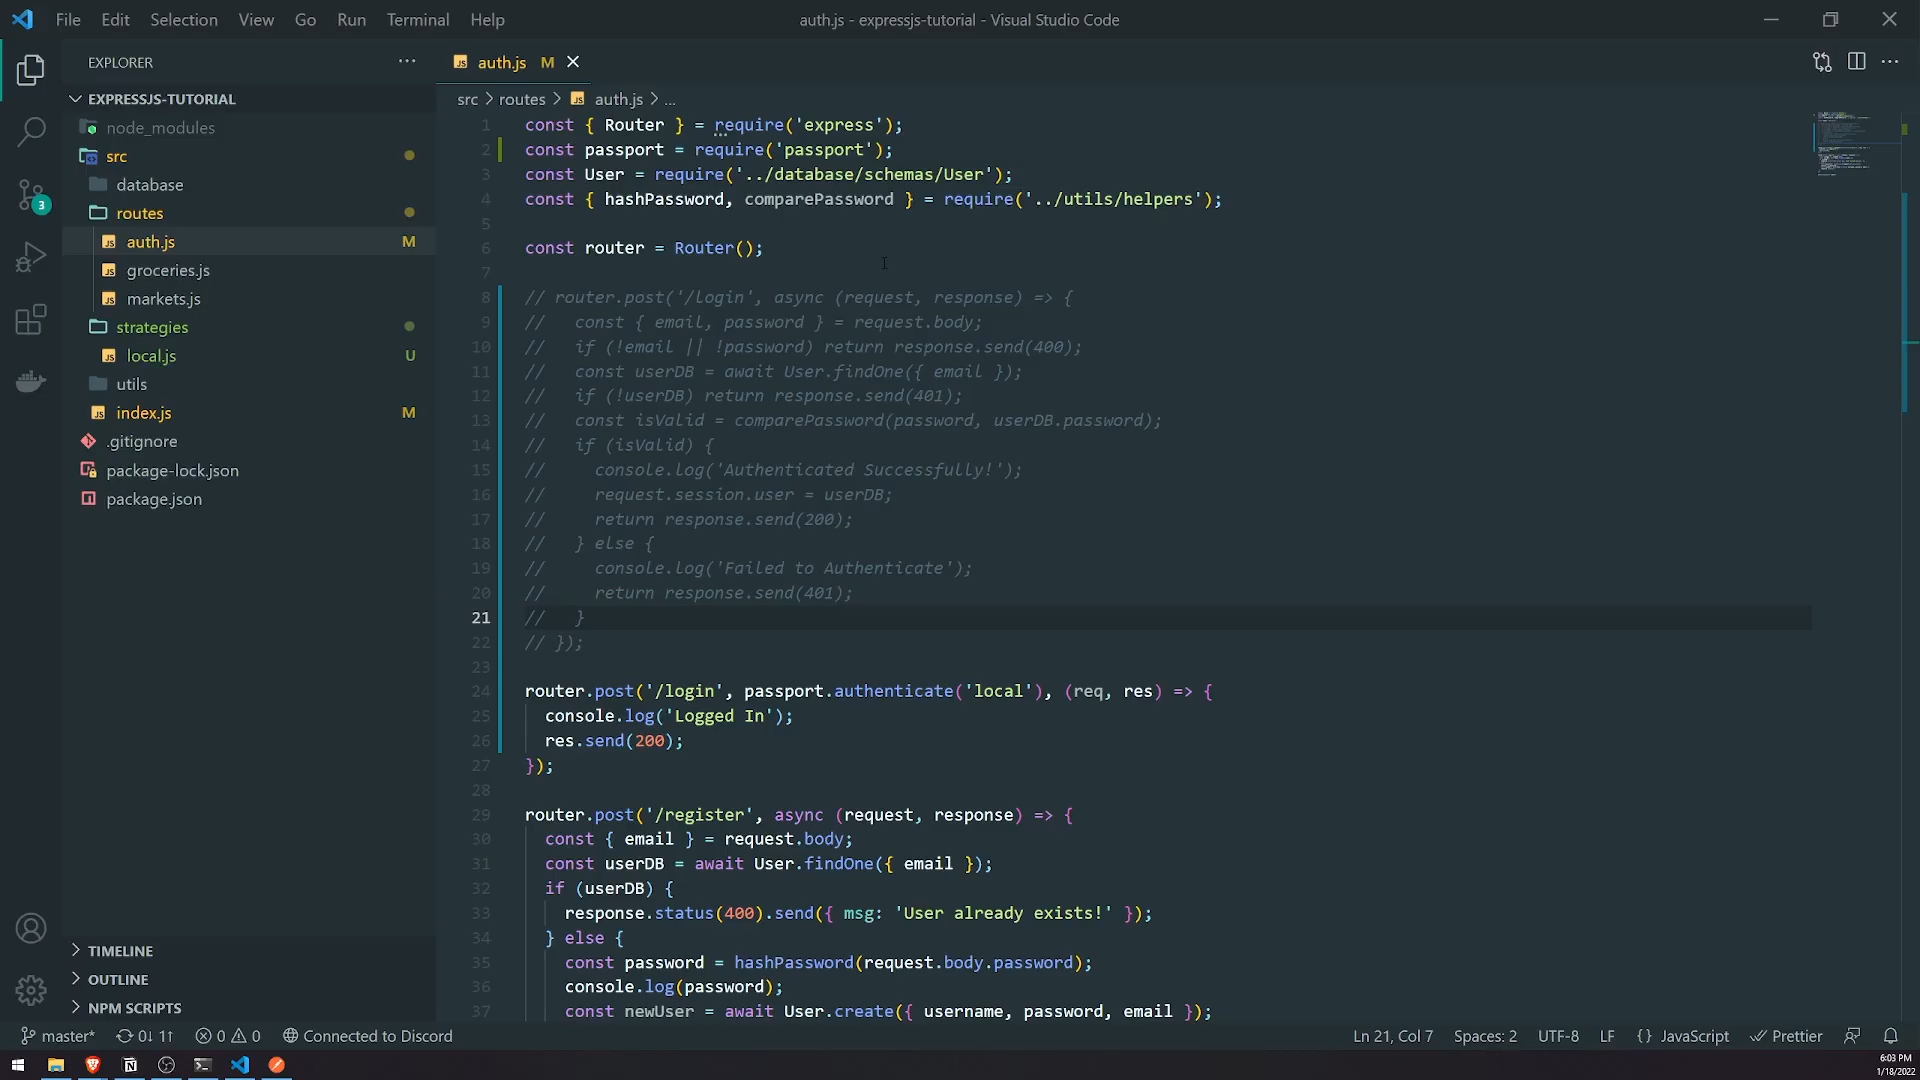 File Edit Selection View Go Run Terminal Help
auth.js - expressjs-tutorial - Visual Studio Code
EXPLORER
auth.js M
EXPRESSJS-TUTORIAL
node_modules
src
database
routes
auth.js M
groceries.js
markets.js
strategies
local.js U
utils
index.js M
.gitignore
package-lock.json
package.json
TIMELINE
OUTLINE
NPM SCRIPTS
3
src > routes > auth.js > ...
1 const { Router } = require('express');
2 const passport = require('passport');
3 const User = require('../database/schemas/User');
4 const { hashPassword, comparePassword } = require('../utils/helpers');
5
6 const router = Router();
7
8 // router.post('/login', async (request, response) => {
9 //   const { email, password } = request.body;
10 //   if (!email || !password) return response.send(400);
11 //   const userDB = await User.findOne({ email });
12 //   if (!userDB) return response.send(401);
13 //   const isValid = comparePassword(password, userDB.password);
14 //   if (isValid) {
15 //     console.log('Authenticated Successfully!');
16 //     request.session.user = userDB;
17 //     return response.send(200);
18 //   } else {
19 //     console.log('Failed to Authenticate');
20 //     return response.send(401);
21 //   }
22 // });
23
24 router.post('/login', passport.authenticate('local'), (req, res) => {
25   console.log('Logged In');
26   res.send(200);
27 });
28
29 router.post('/register', async (request, response) => {
30   const { email } = request.body;
31   const userDB = await User.findOne({ email });
32   if (userDB) {
33     response.status(400).send({ msg: 'User already exists!' });
34   } else {
35     const password = hashPassword(request.body.password);
36     console.log(password);
37     const newUser = await User.create({ username, password, email });
master* 0↓ 1↑ 0 0 Connected to Discord
Ln 21, Col 7 Spaces: 2 UTF-8 LF {} JavaScript Prettier
6:03 PM
1/18/2022